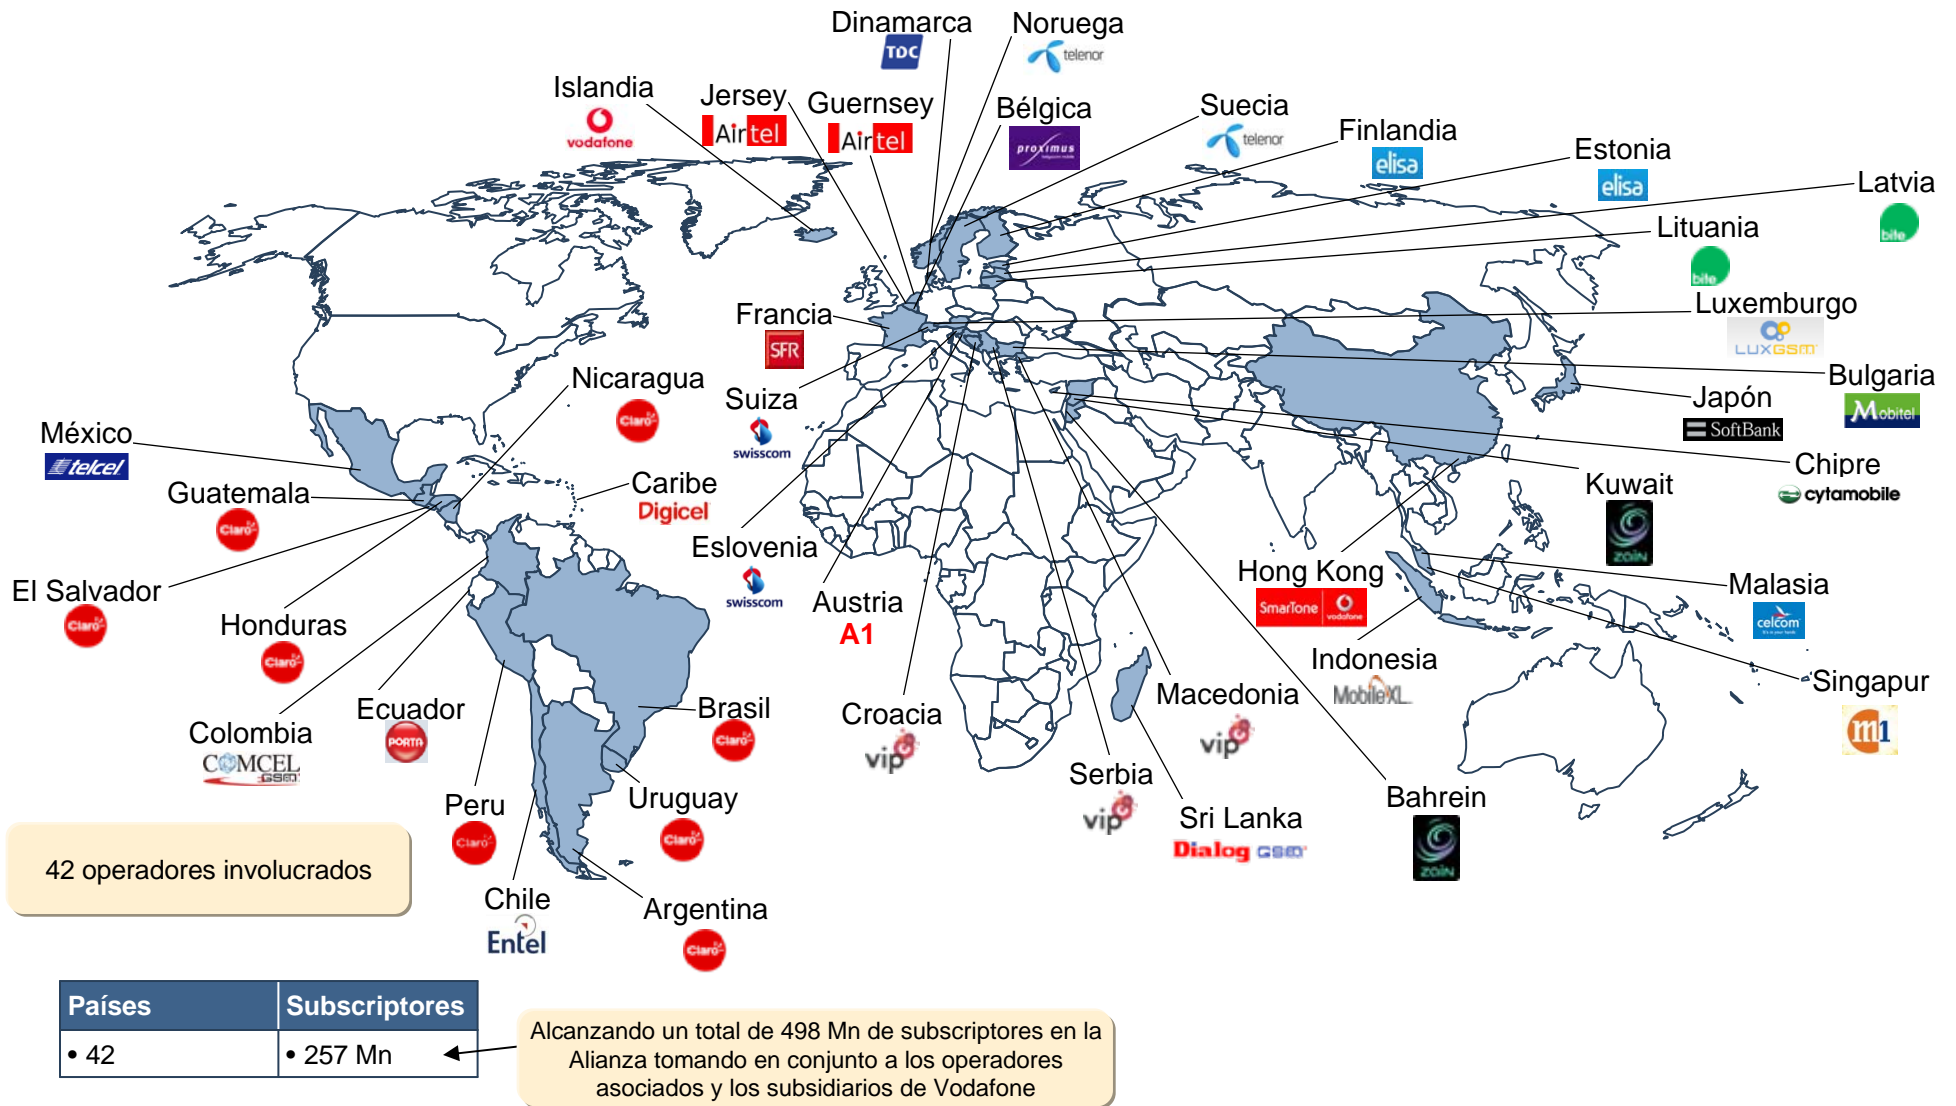 Dinamarca
TDC
Noruega
telenor
Islandia
vodafone
Jersey
Airtel
Guernsey
Airtel
Bélgica
proximus
Suecia
telenor
Finlandia
elisa
Estonia
elisa
Latvia
bite
Lituania
bite
Luxemburgo
LUXGSM
Francia
SFR
Bulgaria
Mobitel
Japón
SoftBank
Nicaragua
Claro
Suiza
swisscom
México
telcel
Chipre
cytamobile
Guatemala
Claro
Caribe
Digicel
Kuwait
zain
Eslovenia
swisscom
El Salvador
Claro
Honduras
Claro
Austria
A1
Hong Kong
SmarTone vodafone
Malasia
celcom
Indonesia
MobileXL
Singapur
m1
Colombia
COMCEL
GSM
Ecuador
PORTA
Brasil
Claro
Croacia
vip
Macedonia
vip
Serbia
vip
Peru
Claro
Uruguay
Claro
Sri Lanka
Dialog GSM
Bahrein
zain
42 operadores involucrados
Chile
Entel
Argentina
Claro
Países Subscriptores
• 42 • 257 Mn
Alcanzando un total de 498 Mn de subscriptores en la
Alianza tomando en conjunto a los operadores
asociados y los subsidiarios de Vodafone